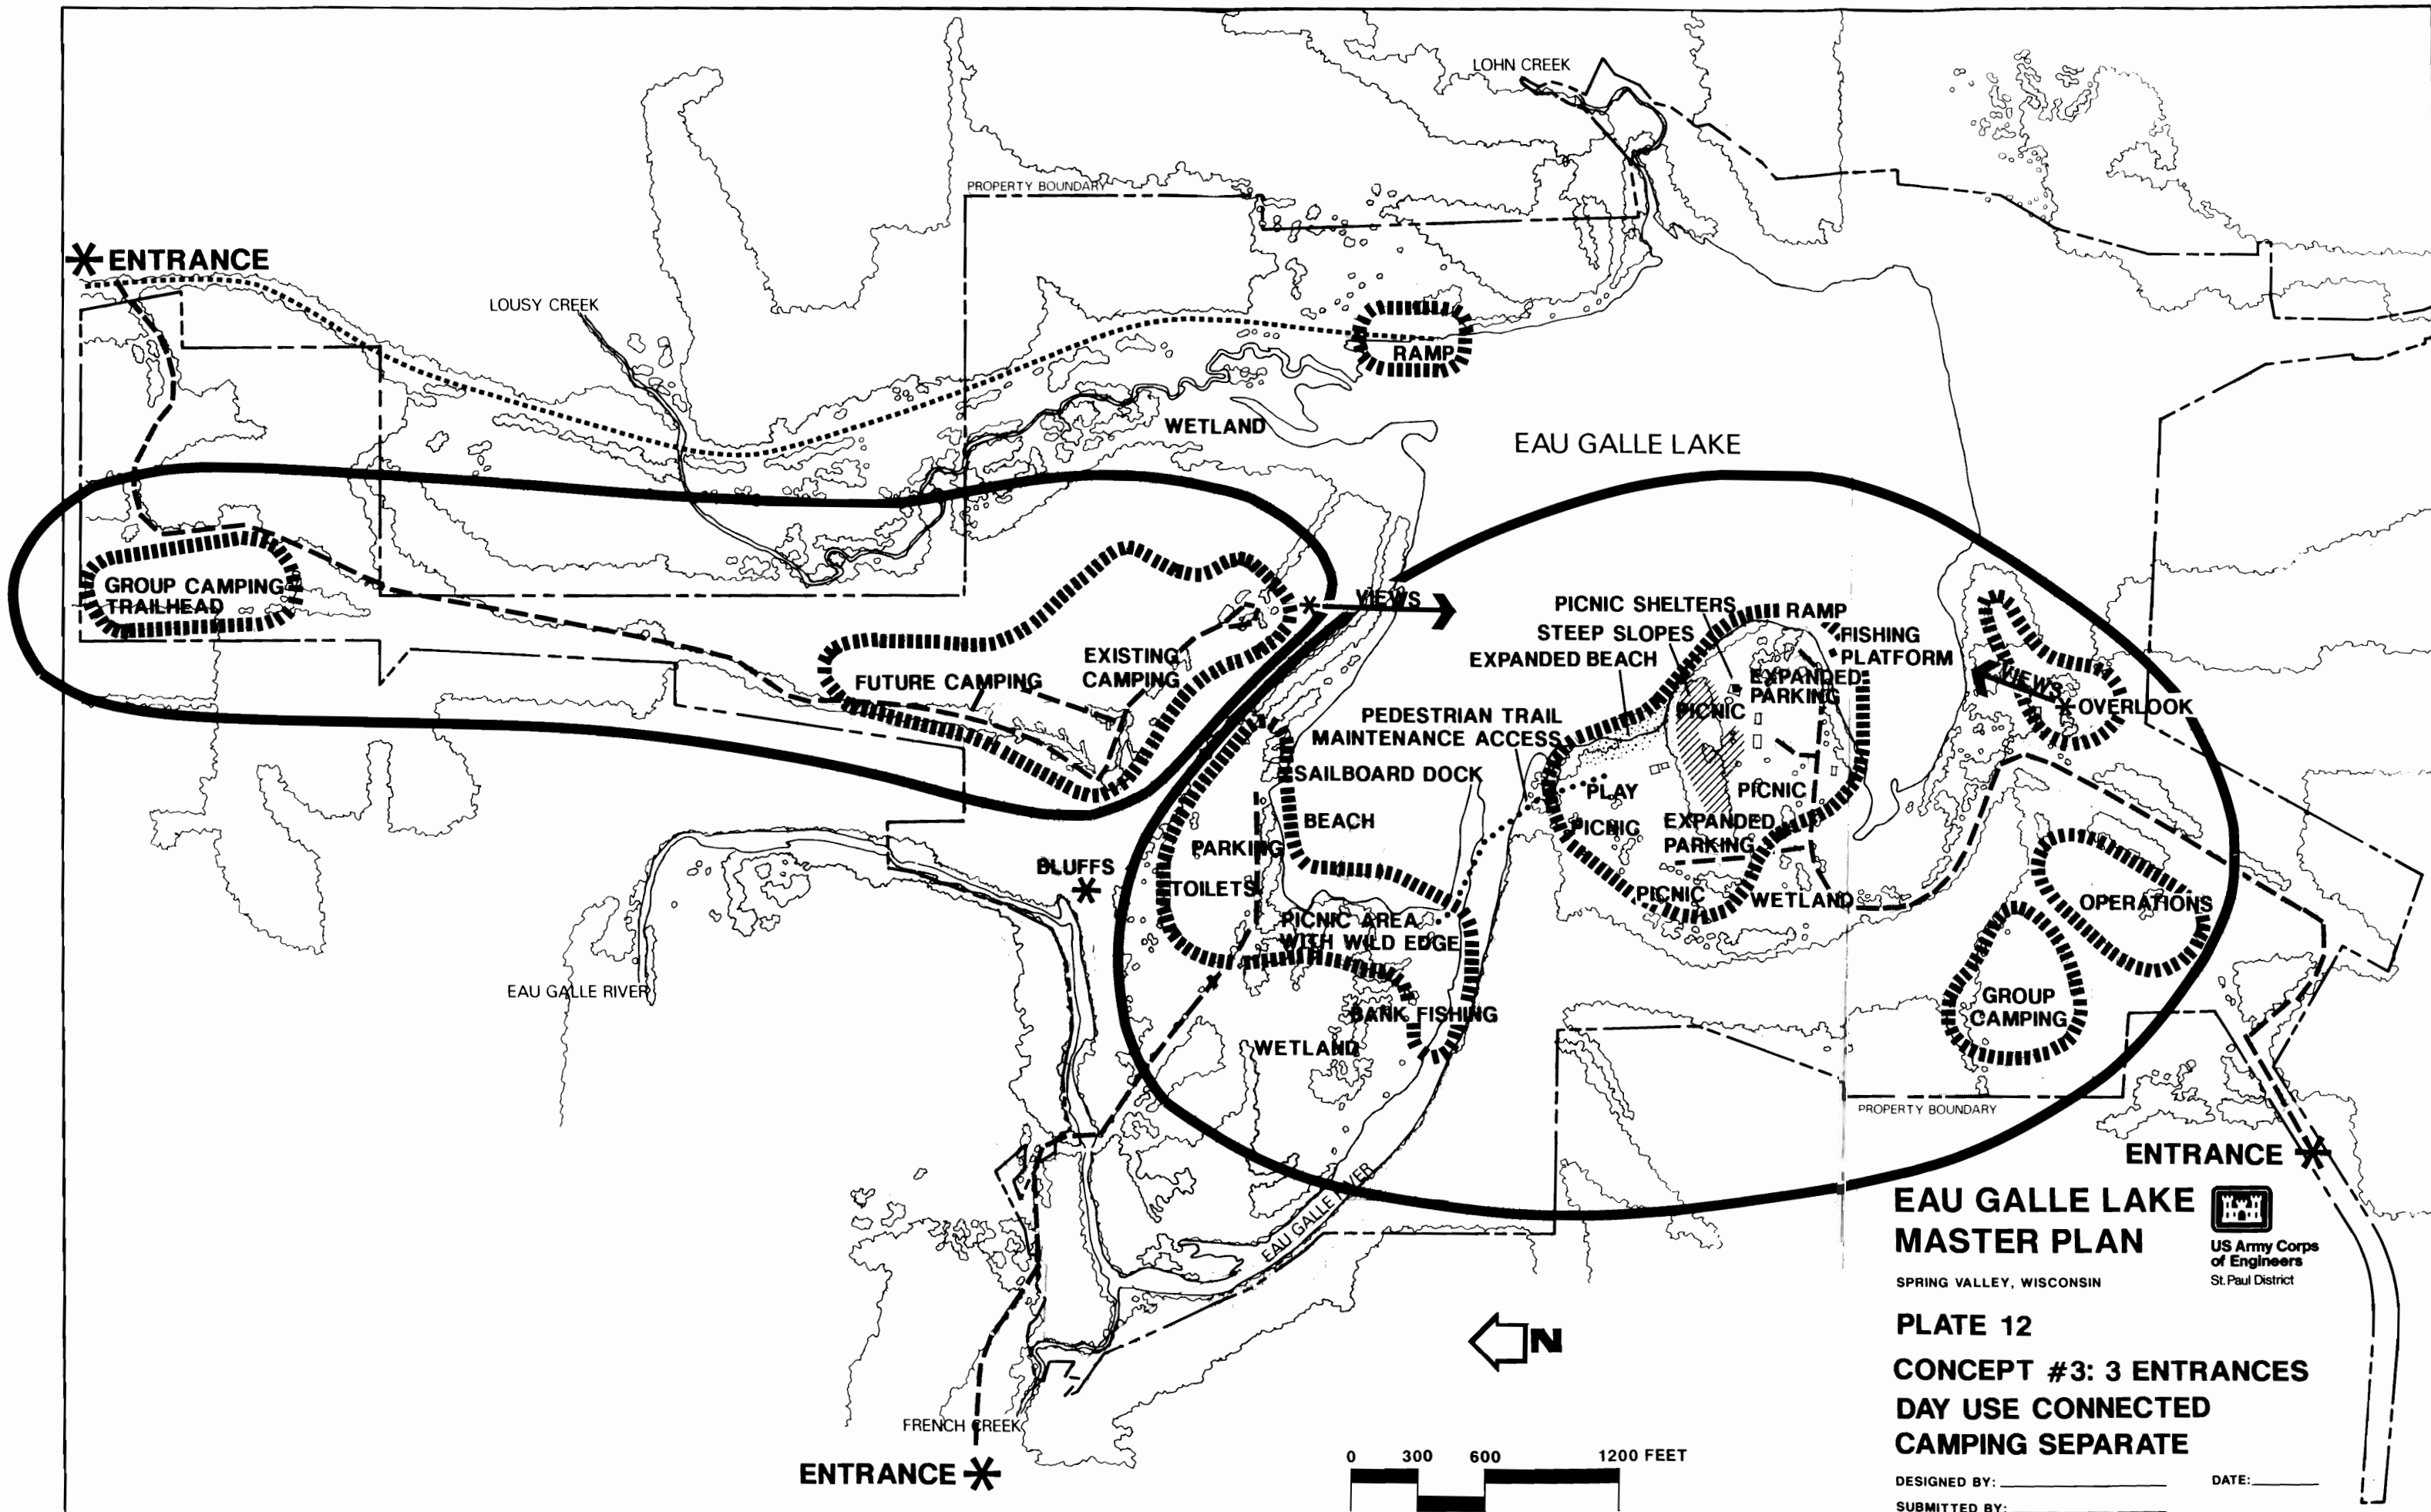 LOHN CREEK
PROPERTY BOUNDARY
ENTRANCE
LOUSY CREEK
RAMP
WETLAND
EAU GALLE LAKE
GROUP CAMPING
TRAILHEAD
VIEWS
PICNIC SHELTERS
RAMP
STEEP SLOPES
FISHING
PLATFORM
EXPANDED BEACH
EXISTING
CAMPING
FUTURE CAMPING
EXPANDED
PARKING
VIEWS
OVERLOOK
PICNIC
PEDESTRIAN TRAIL
MAINTENANCE ACCESS
SAILBOARD DOCK
PLAY
PICNIC
BEACH
PICNIC
EXPANDED
PARKING
PARKING
BLUFFS
TOILETS
PICNIC
WETLAND
OPERATIONS
PICNIC AREA
WITH WILD EDGE
EAU GALLE RIVER
GROUP
CAMPING
BANK FISHING
WETLAND
PROPERTY BOUNDARY
ENTRANCE
EAU GALLE RIVER
EAU GALLE LAKE
MASTER PLAN
US Army Corps
of Engineers
St. Paul District
SPRING VALLEY, WISCONSIN
PLATE 12
N
CONCEPT #3: 3 ENTRANCES
DAY USE CONNECTED
CAMPING SEPARATE
FRENCH CREEK
ENTRANCE
0 300 600 1200 FEET
DESIGNED BY: DATE:
SUBMITTED BY: